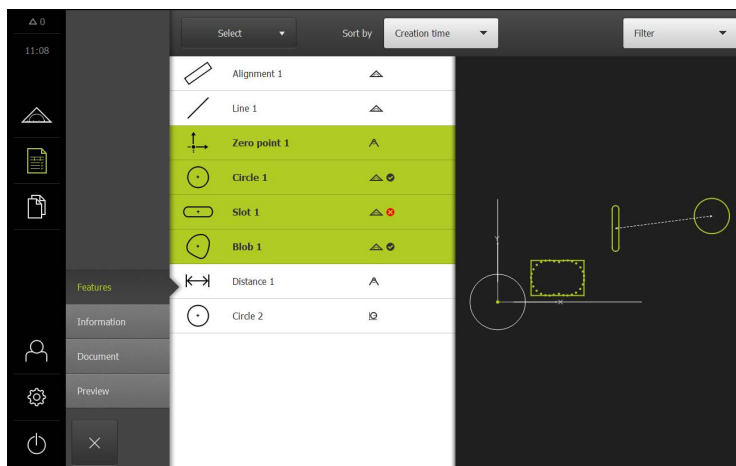 0
Select
Sort by
Creation time
Filter
11:08
Alignment 1
Line 1
Zero point 1
Circle 1
Slot 1
Blob 1
Features
Distance 1
Information
Circle 2
Document
Preview
Y
X